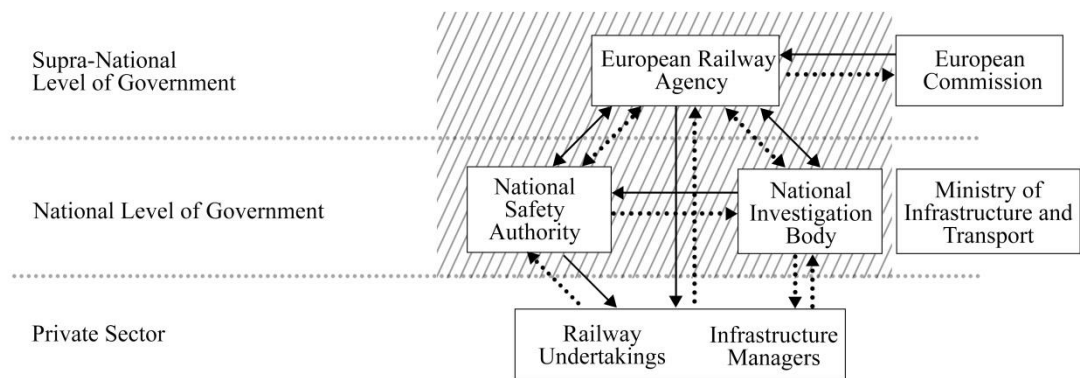 Supra-National
Level of Government
European Railway
Agency
European
Commission
National Level of Government
National
Safety
Authority
National
Investigation
Body
Ministry of
Infrastructure and
Transport
Private Sector
Railway
Undertakings
Infrastructure
Managers